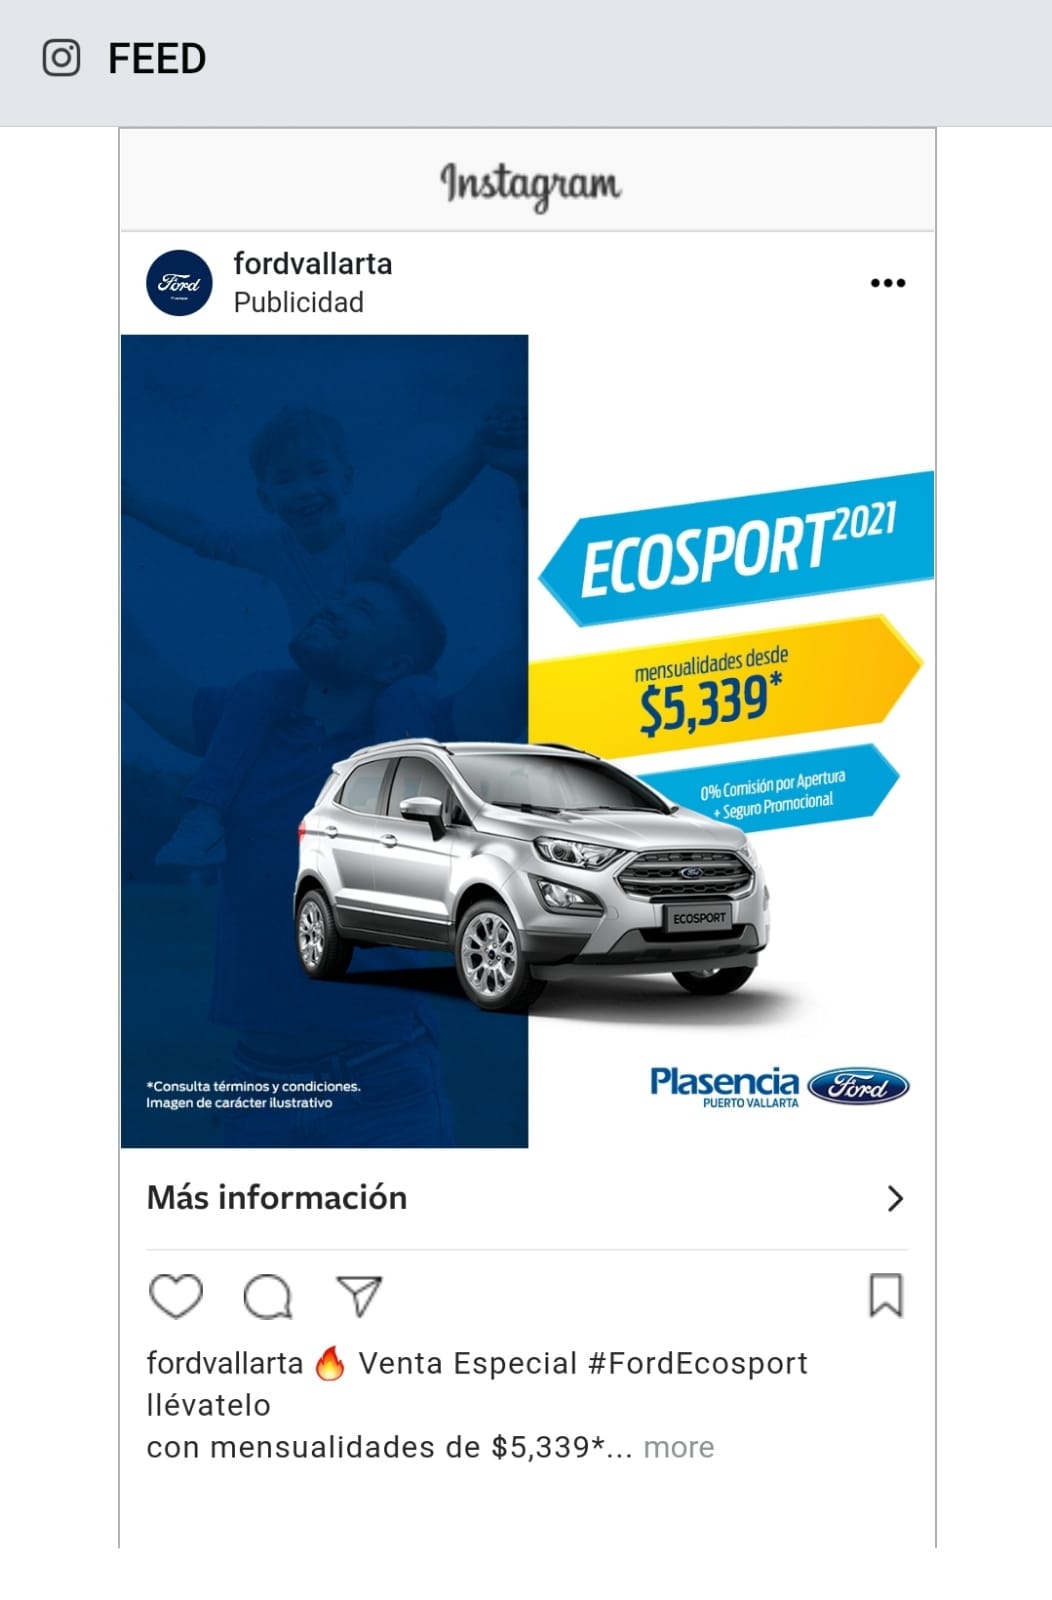 FEED
Instagram
Ford
fordvallarta
Publicidad
ECOSPORT2021
mensualidades desde
$5,339*
0% Comisión por Apertura
+ Seguro Promocional
Ford
ECOSPORT
*Consulta términos y condiciones.
Imagen de carácter ilustrativo
Plasencia
PUERTO VALLARTA
Ford
Más información
fordvallarta 🔥 Venta Especial #FordEcosport
llévatelo
con mensualidades de $5,339*... more